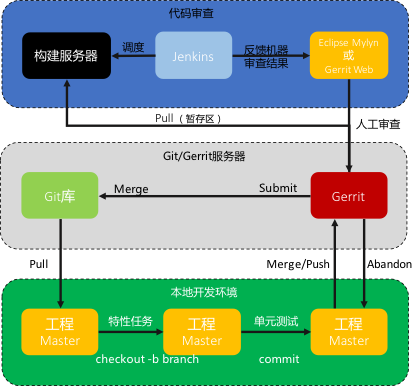 代码审查
构建服务器
调度
Jenkins
反馈机器
审查结果
Eclipse Mylyn
或
Gerrit Web
Pull（暂存区）
人工审查
Git/Gerrit服务器
Git库
Merge
Submit
Gerrit
Pull
Merge/Push
Abandon
本地开发环境
工程
Master
特性任务
checkout -b branch
工程
Master
单元测试
commit
工程
Master